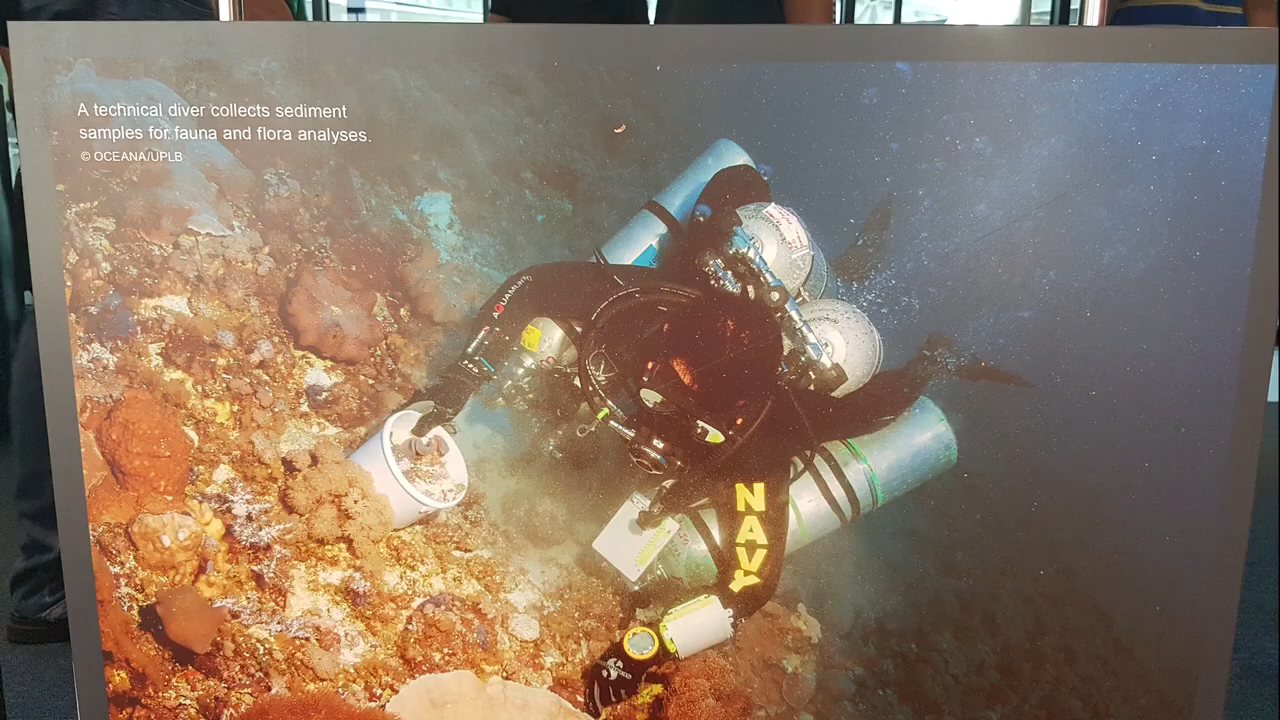 A technical diver collects sediment
samples for fauna and flora analyses.
© OCEANA/UPLB
AQUALUNG
NAVY